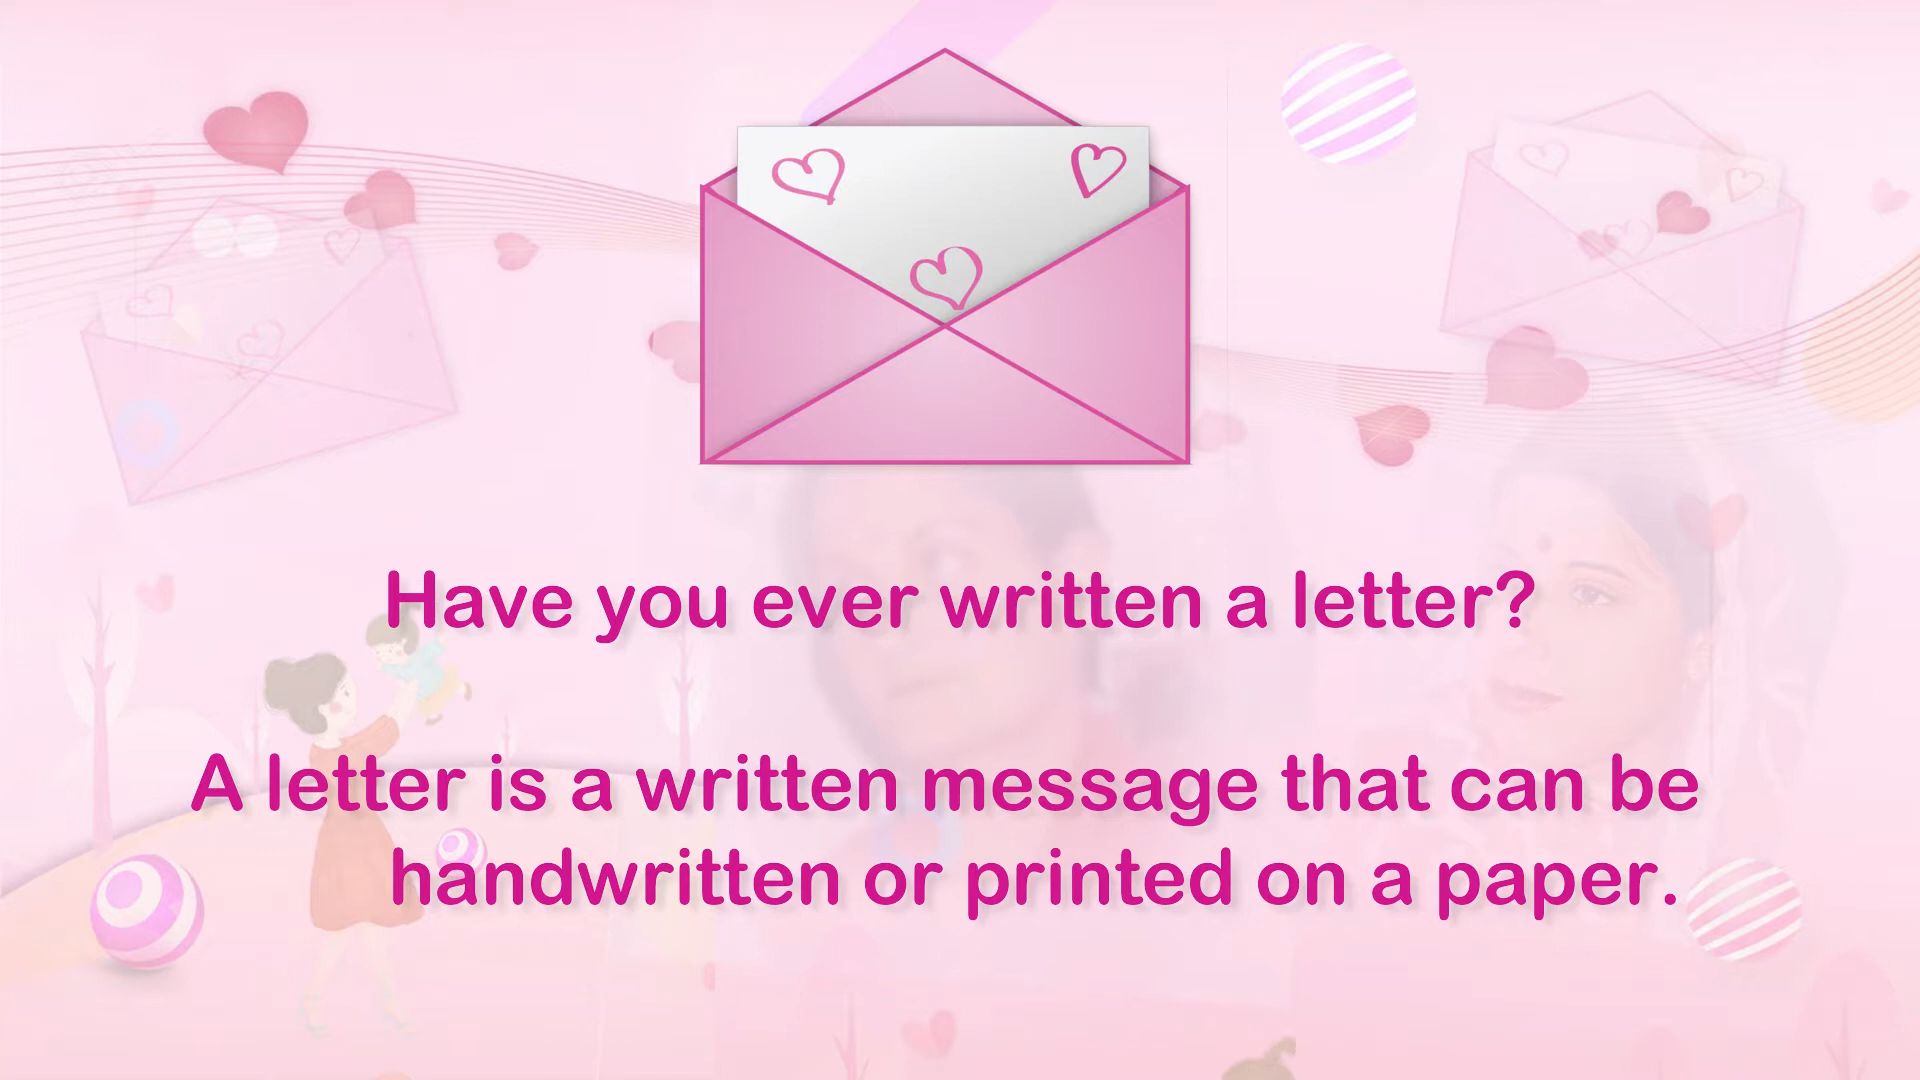 Have you ever written a letter?
A letter is a written message that can be
handwritten or printed on a paper.